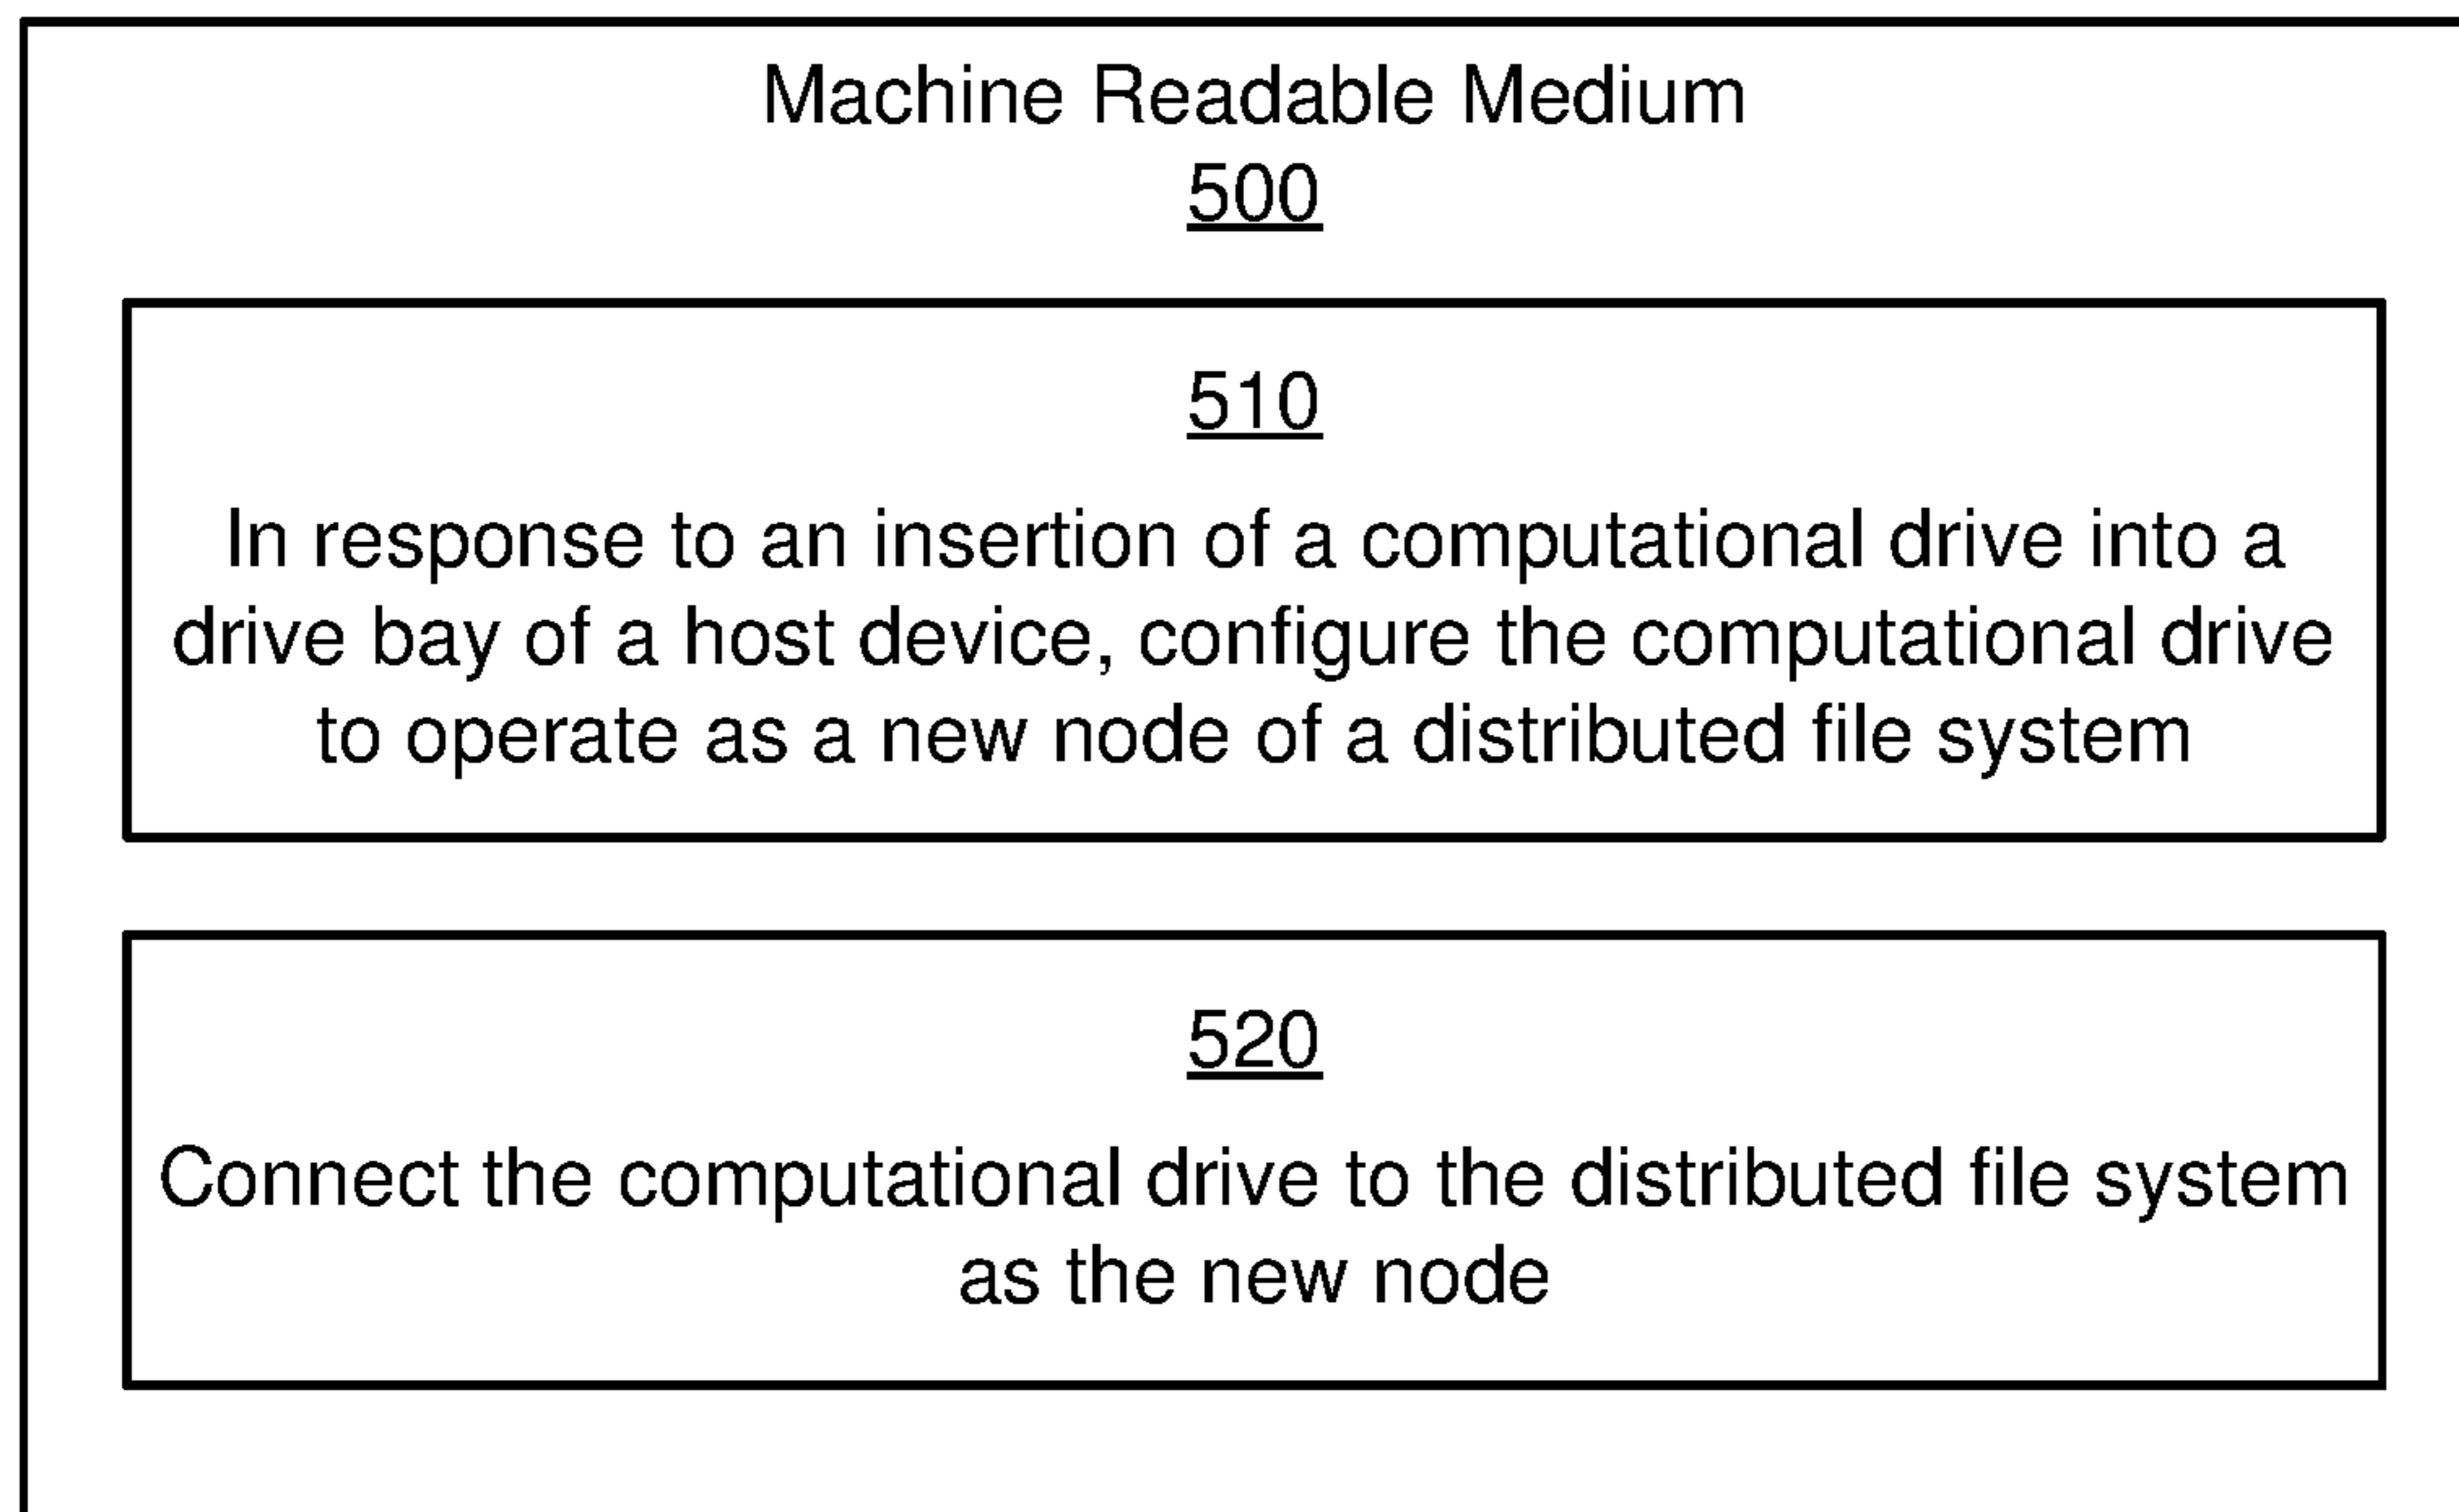 Machine Readable Medium
500
510
In response to an insertion of a computational drive into a
drive bay of a host device, configure the computational drive
to operate as a new node of a distributed file system
520
Connect the computational drive to the distributed file system
as the new node